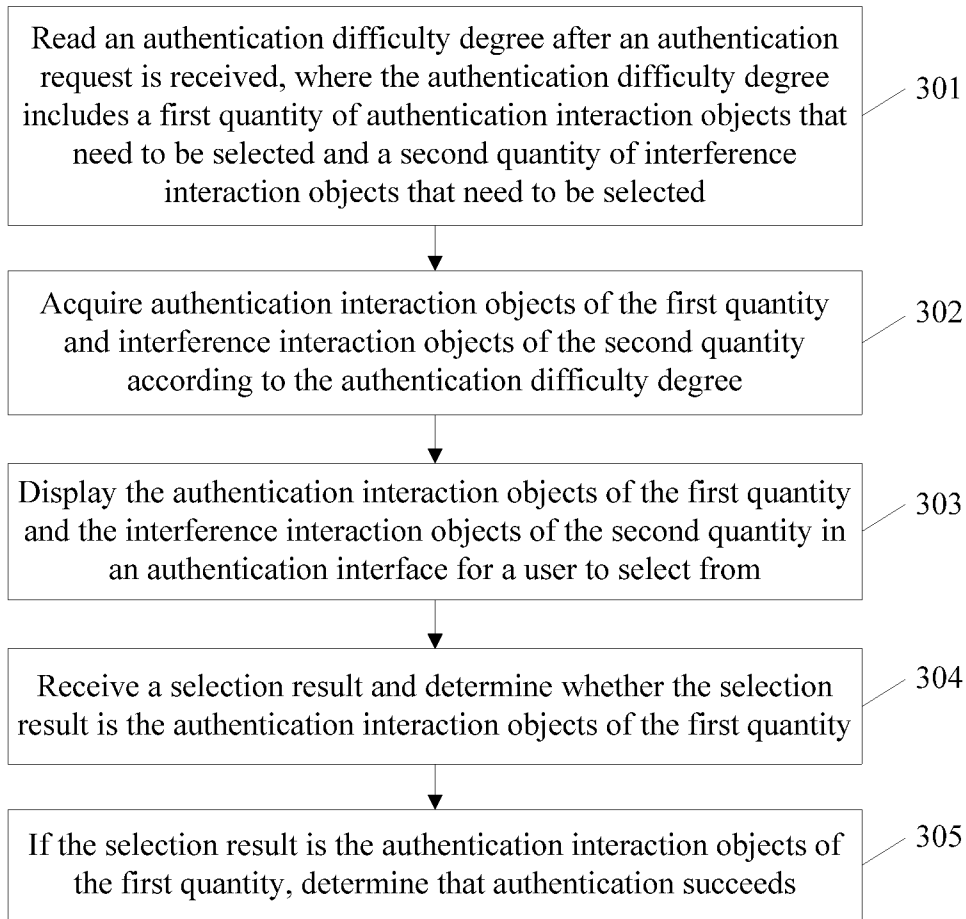 Read an authentication difficulty degree after an authentication
request is received, where the authentication difficulty degree
includes a first quantity of authentication interaction objects that
need to be selected and a second quantity of interference
interaction objects that need to be selected
301
Acquire authentication interaction objects of the first quantity
and interference interaction objects of the second quantity
according to the authentication difficulty degree
302
Display the authentication interaction objects of the first quantity
and the interference interaction objects of the second quantity in
an authentication interface for a user to select from
303
Receive a selection result and determine whether the selection
result is the authentication interaction objects of the first quantity
304
If the selection result is the authentication interaction objects of
the first quantity, determine that authentication succeeds
305